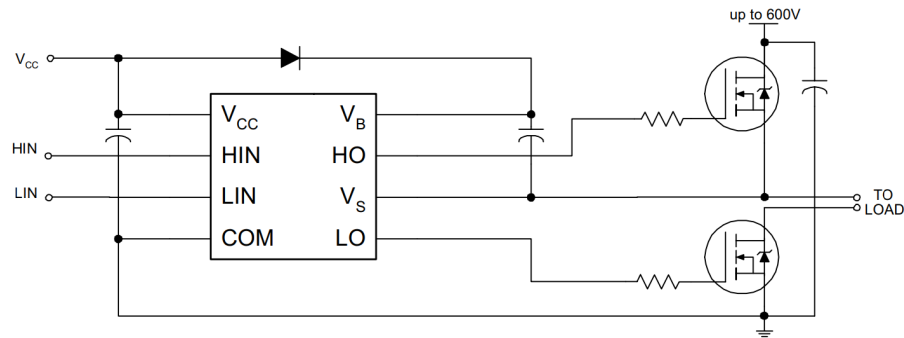 up to 600V
VCC
VCC
VB
HIN
HIN
HO
LIN
LIN
VS
TO
LOAD
COM
LO